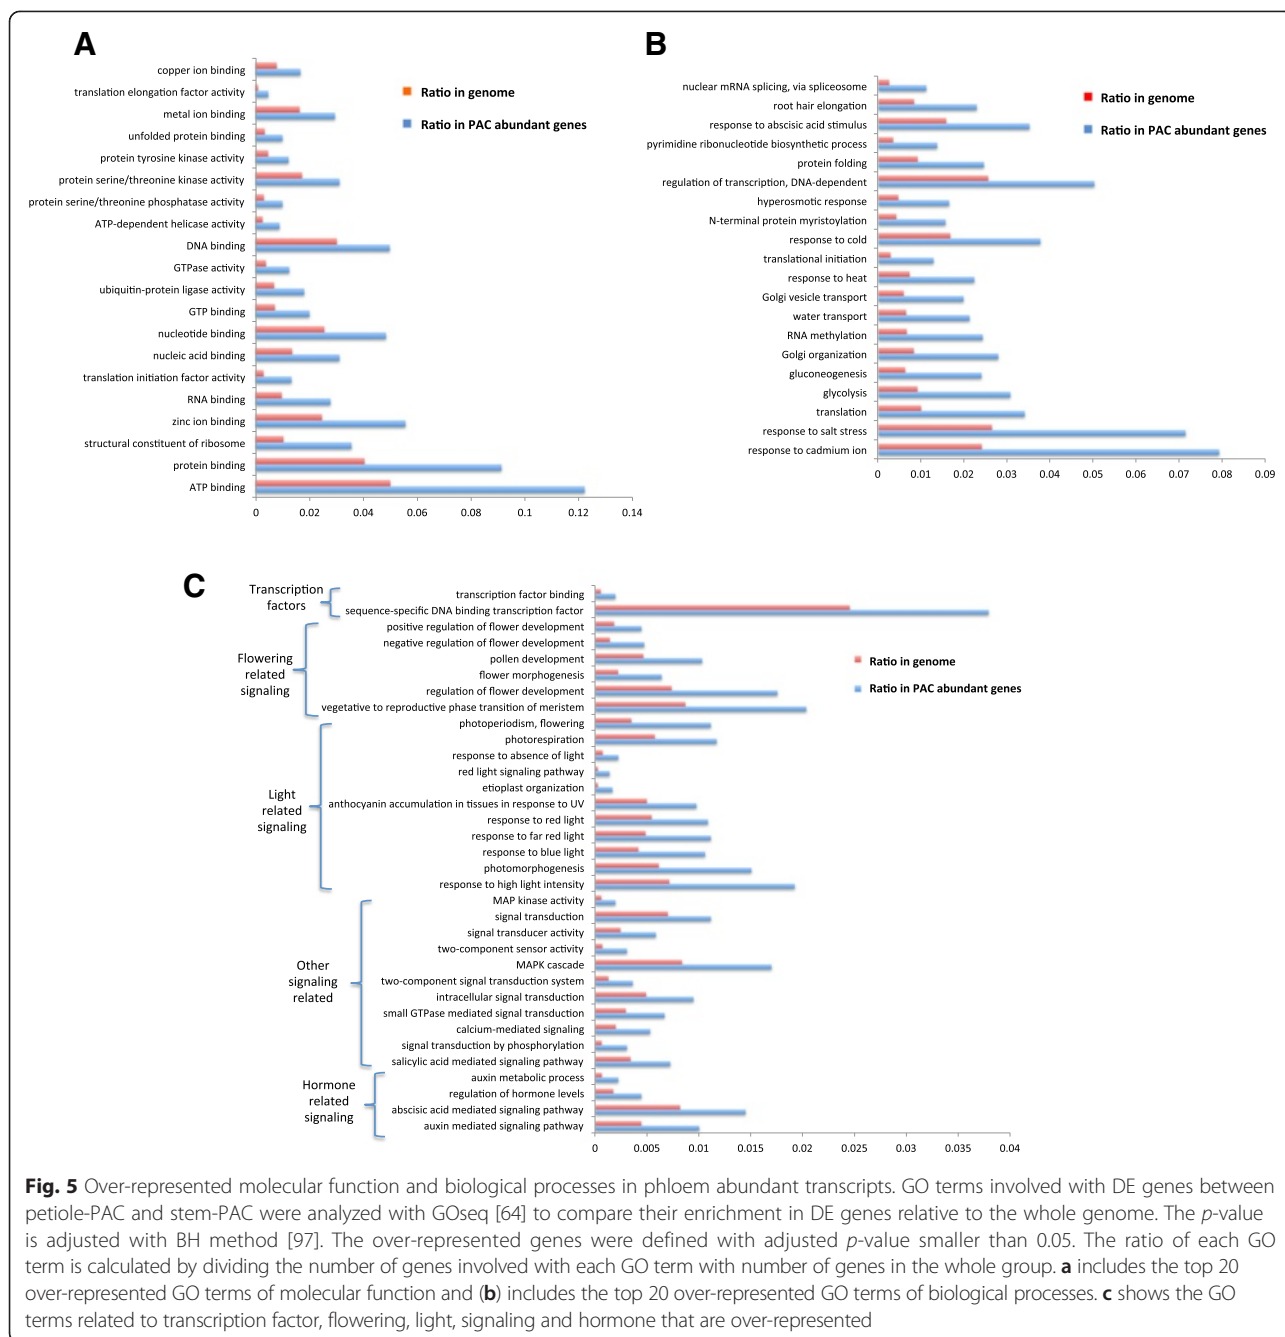 A
copper ion binding
translation elongation factor activity
metal ion binding
unfolded protein binding
protein tyrosine kinase activity
protein serine/threonine kinase activity
protein serine/threonine phosphatase activity
ATP-dependent helicase activity
DNA binding
GTPase activity
ubiquitin-protein ligase activity
GTP binding
nucleotide binding
nucleic acid binding
translation initiation factor activity
RNA binding
zinc ion binding
structural constituent of ribosome
protein binding
ATP binding
0 0.02 0.04 0.06 0.08 0.1 0.12 0.14
Ratio in genome
Ratio in PAC abundant genes
B
nuclear mRNA splicing, via spliceosome
root hair elongation
response to abscisic acid stimulus
pyrimidine ribonucleotide biosynthetic process
protein folding
regulation of transcription, DNA-dependent
hyperosmotic response
N-terminal protein myristoylation
response to cold
translational initiation
response to heat
Golgi vesicle transport
water transport
RNA methylation
Golgi organization
gluconeogenesis
glycolysis
translation
response to salt stress
response to cadmium ion
0 0.01 0.02 0.03 0.04 0.05 0.06 0.07 0.08 0.09
Ratio in genome
Ratio in PAC abundant genes
C
Transcription
factors
transcription factor binding
sequence-specific DNA binding transcription factor
Flowering
related
signaling
positive regulation of flower development
negative regulation of flower development
pollen development
flower morphogenesis
regulation of flower development
vegetative to reproductive phase transition of meristem
Light
related
signaling
photoperiodism, flowering
photorespiration
response to absence of light
red light signaling pathway
etioplast organization
anthocyanin accumulation in tissues in response to UV
response to red light
response to far red light
response to blue light
photomorphogenesis
response to high light intensity
Other
signaling
related
MAP kinase activity
signal transduction
signal transducer activity
two-component sensor activity
MAPK cascade
two-component signal transduction system
intracellular signal transduction
small GTPase mediated signal transduction
calcium-mediated signaling
signal transduction by phosphorylation
salicylic acid mediated signaling pathway
Hormone
related
signaling
auxin metabolic process
regulation of hormone levels
abscisic acid mediated signaling pathway
auxin mediated signaling pathway
0 0.005 0.01 0.015 0.02 0.025 0.03 0.035 0.04
Ratio in genome
Ratio in PAC abundant genes
Fig. 5 Over-represented molecular function and biological processes in phloem abundant transcripts. GO terms involved with DE genes between
petiole-PAC and stem-PAC were analyzed with GOseq [64] to compare their enrichment in DE genes relative to the whole genome. The p-value
is adjusted with BH method [97]. The over-represented genes were defined with adjusted p-value smaller than 0.05. The ratio of each GO
term is calculated by dividing the number of genes involved with each GO term with number of genes in the whole group. a includes the top 20
over-represented GO terms of molecular function and (b) includes the top 20 over-represented GO terms of biological processes. c shows the GO
terms related to transcription factor, flowering, light, signaling and hormone that are over-represented